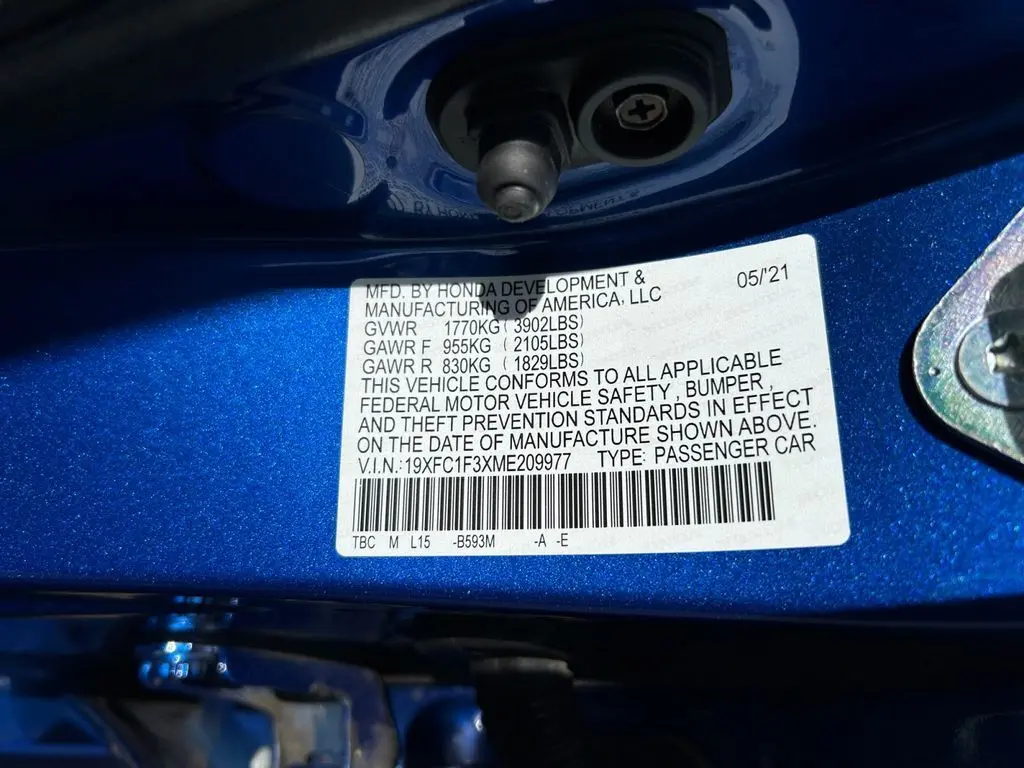 MFD. BY HONDA DEVELOPMENT & 05/'21
MANUFACTURING OF AMERICA, LLC
GVWR 1770KG ( 3902LBS)
GAWR F 955KG ( 2105LBS)
GAWR R 830KG ( 1829LBS)
THIS VEHICLE CONFORMS TO ALL APPLICABLE
FEDERAL MOTOR VEHICLE SAFETY , BUMPER ,
AND THEFT PREVENTION STANDARDS IN EFFECT
ON THE DATE OF MANUFACTURE SHOWN ABOVE.
V.I.N.:19XFC1F3XME209977 TYPE: PASSENGER CAR
TBC M L15 -B593M -A -E